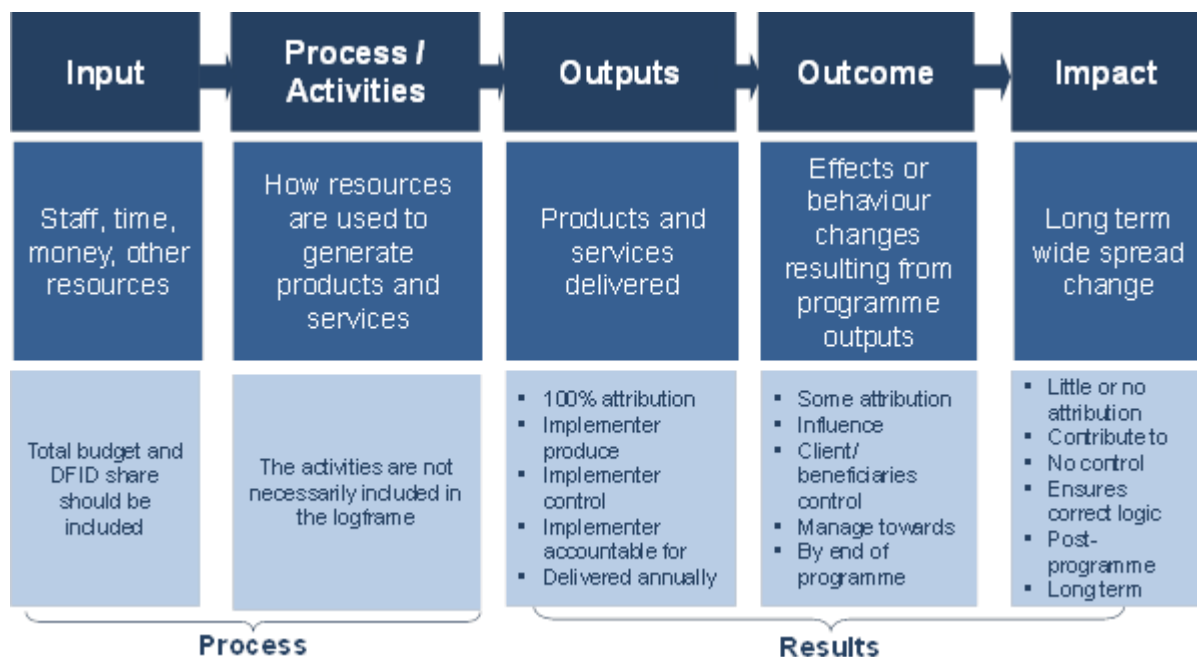 Input
Process /
Activities
Outputs
Outcome
Impact
Staff, time,
money, other
resources
How resources
are used to
generate
products and
services
Products and
services
delivered
Effects or
behaviour
changes
resulting from
programme
outputs
Long term
wide spread
change
Total budget and
DFID share
should be
included
The activities are not
necessarily included in
the logframe
▪ 100% attribution
▪ Implementer
produce
▪ Implementer
control
▪ Implementer
accountable for
▪ Delivered annually
▪ Some attribution
▪ Influence
▪ Client/
beneficiaries
control
▪ Manage towards
▪ By end of
programme
▪ Little or no
attribution
▪ Contribute to
▪ No control
▪ Ensures
correct logic
▪ Post-
programme
▪ Long term
Process
Results